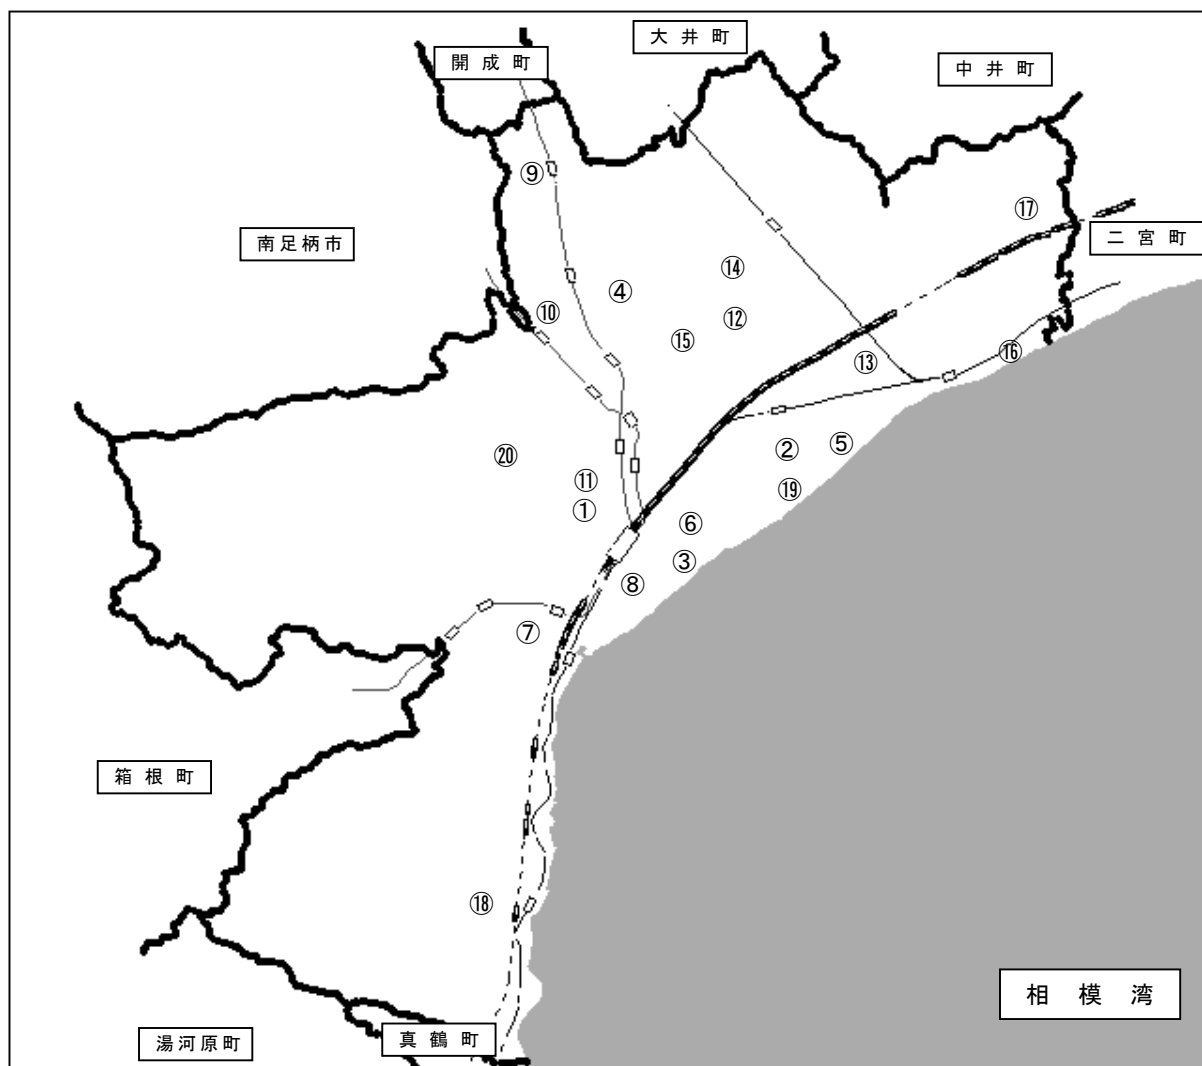 大井町
開成町
中井町
⑨
⑰
南足柄市
二宮町
⑭
④
⑩
⑫
⑮
⑬
⑯
②
⑤
⑳
⑪
⑲
①
⑥
③
⑧
⑦
箱根町
⑱
相模湾
湯河原町
真鶴町